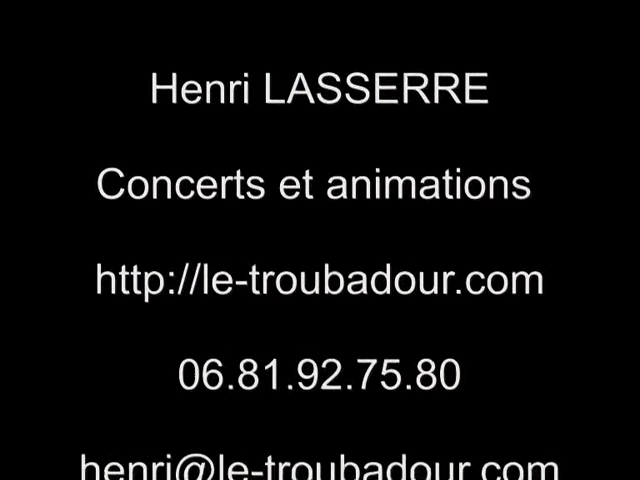 Henri LASSERRE
Concerts et animations
http://le-troubadour.com
06.81.92.75.80
henri@le-troubadour.com